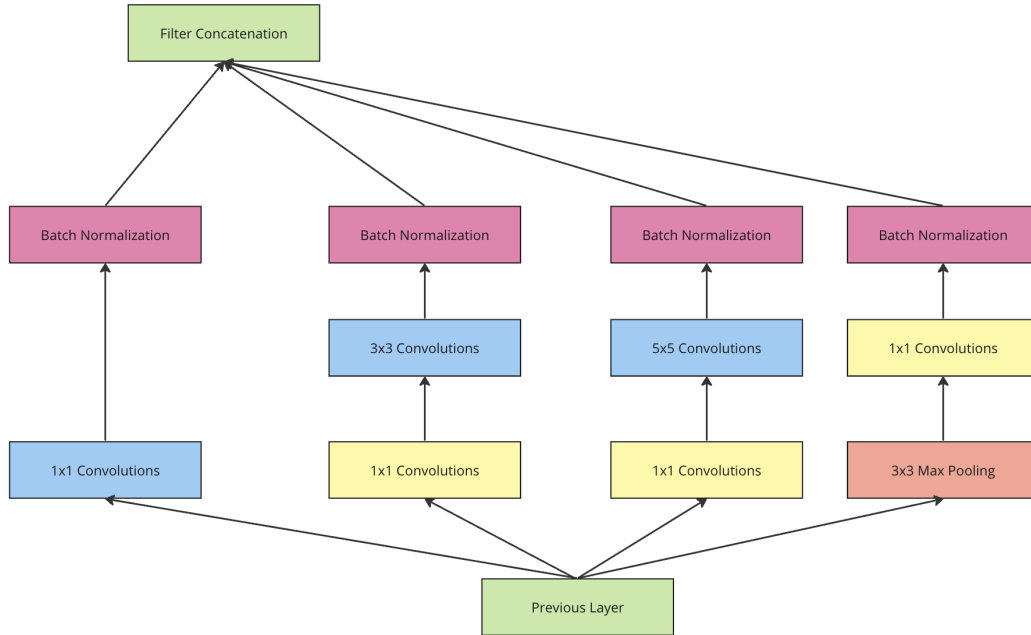 Filter Concatenation
Batch Normalization
Batch Normalization
Batch Normalization
Batch Normalization
3x3 Convolutions
5x5 Convolutions
1x1 Convolutions
1x1 Convolutions
1x1 Convolutions
1x1 Convolutions
3x3 Max Pooling
Previous Layer